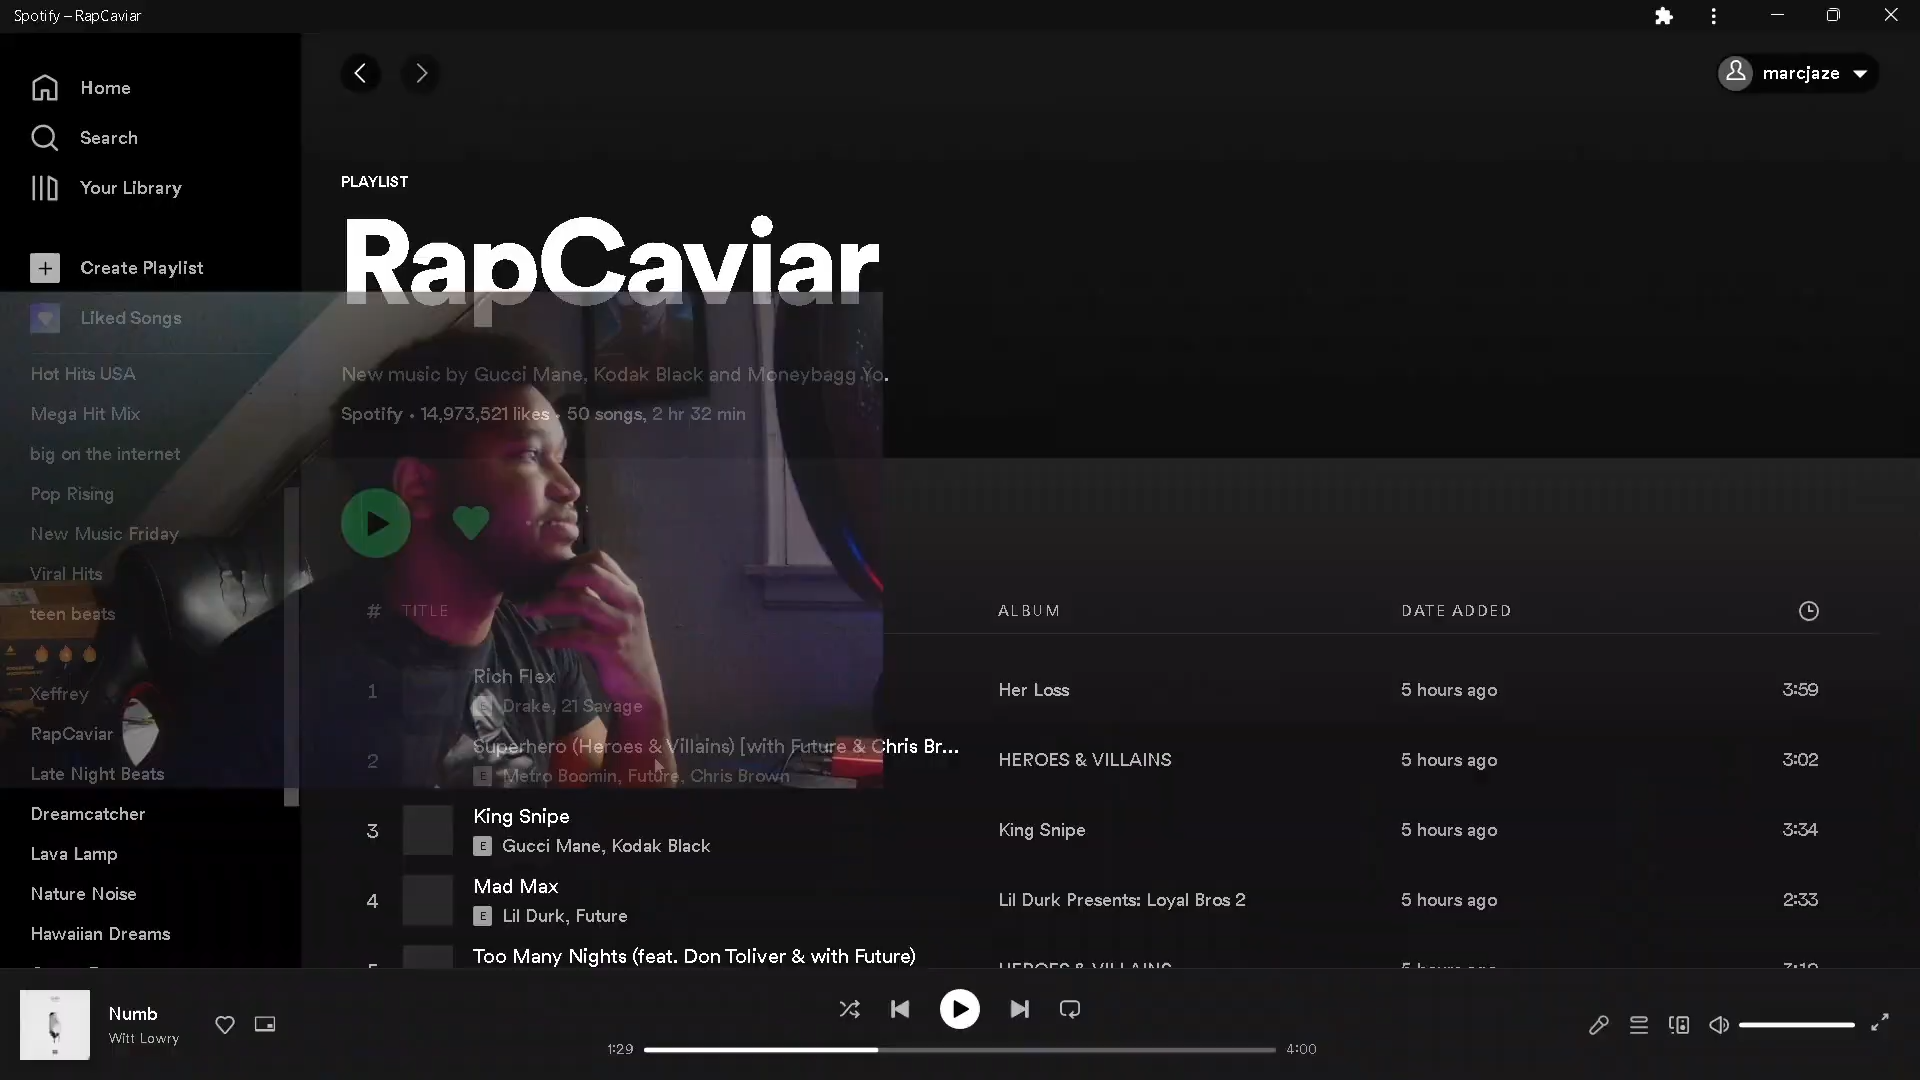 Spotify – RapCaviar
Home
Search
Your Library
Create Playlist
Liked Songs
Hot Hits USA
Mega Hit Mix
big on the internet
Pop Rising
New Music Friday
Viral Hits
teen beats
Xeffrey
RapCaviar
Late Night Beats
Dreamcatcher
Lava Lamp
Nature Noise
Hawaiian Dreams
marcjaze
PLAYLIST
RapCaviar
New music by Gucci Mane, Kodak Black and Moneybagg Yo.
Spotify • 14,973,521 likes • 50 songs, 2 hr 32 min
# TITLE ALBUM DATE ADDED
1 Rich Flex Her Loss 5 hours ago 3:59
E Drake, 21 Savage
2 Superhero (Heroes & Villains) [with Future & Chris Br... HEROES & VILLAINS 5 hours ago 3:02
E Metro Boomin, Future, Chris Brown
3 King Snipe King Snipe 5 hours ago 3:34
E Gucci Mane, Kodak Black
4 Mad Max Lil Durk Presents: Loyal Bros 2 5 hours ago 2:33
E Lil Durk, Future
Too Many Nights (feat. Don Toliver & with Future)
HEROES & VILLAINS 5 hours ago
Numb
Witt Lowry
1:29 4:00